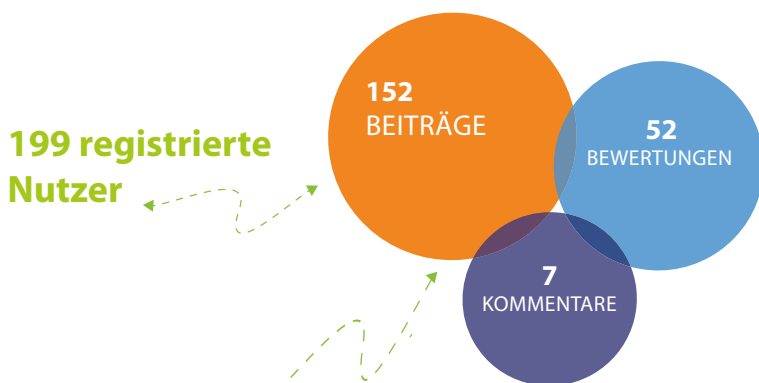 199 registrierte
Nutzer
152
BEITRÄGE
52
BEWERTUNGEN
7
KOMMENTARE